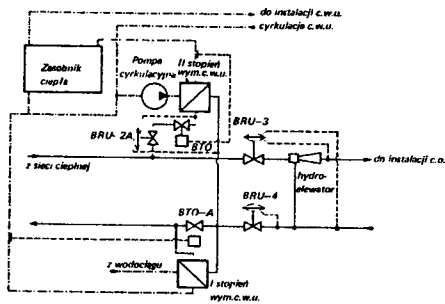 do instalacji c.w.u.
cyrkulacja c.w.u.
Zasobnik
ciepła
Pompa
cyrkulacyjna
II stopień
wym.c.w.u.
BRU-2A
BTO
BRU-3
z sieci cieplnej
do instalacji c.o.
hydro-
elewator
BTO-A
BRU-4
z wodociągu
I stopień
wym.c.w.u.